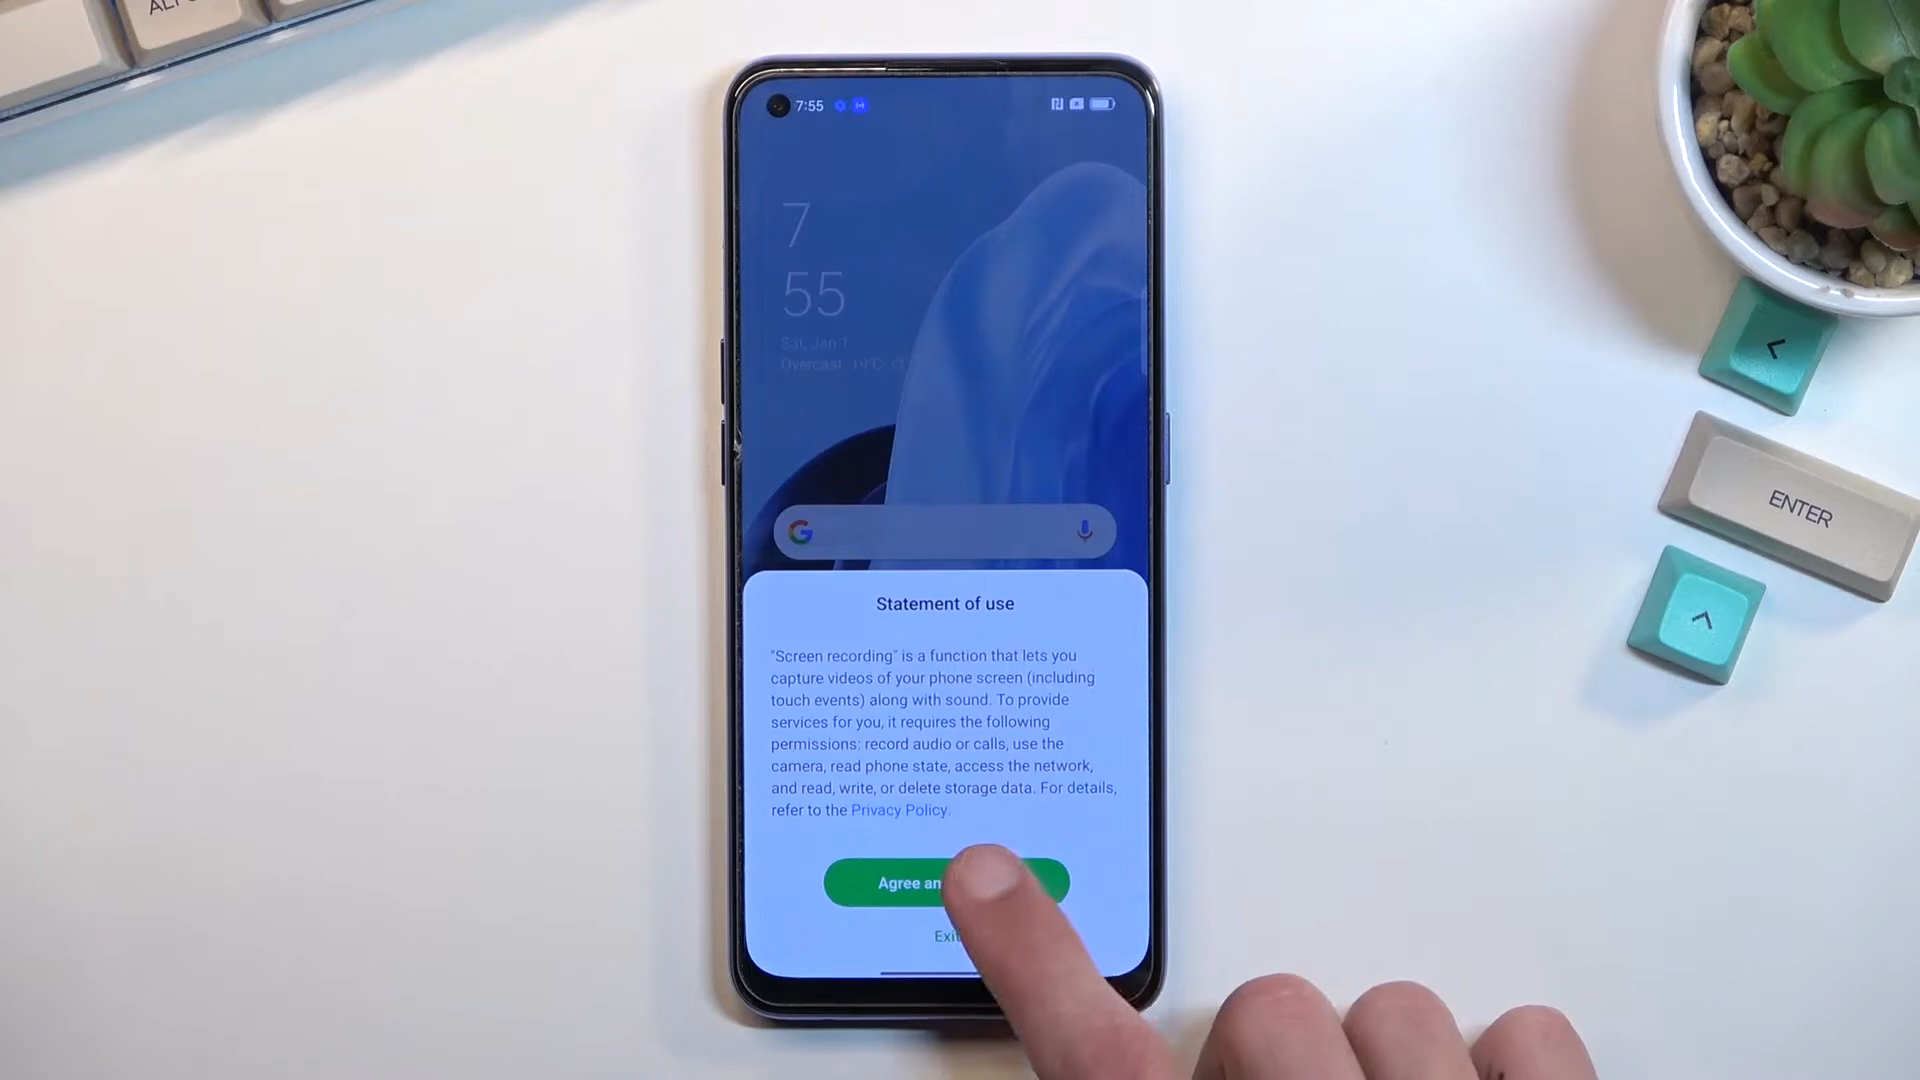 7:55
7
55
Sat, Jan 1
Overcast
G
Statement of use
"Screen recording" is a function that lets you
capture videos of your phone screen (including
touch events) along with sound. To provide
services for you, it requires the following
permissions: record audio or calls, use the
camera, read phone state, access the network,
and read, write, or delete storage data. For details,
refer to the Privacy Policy.
Agree an
Exit
<
ENTER
^